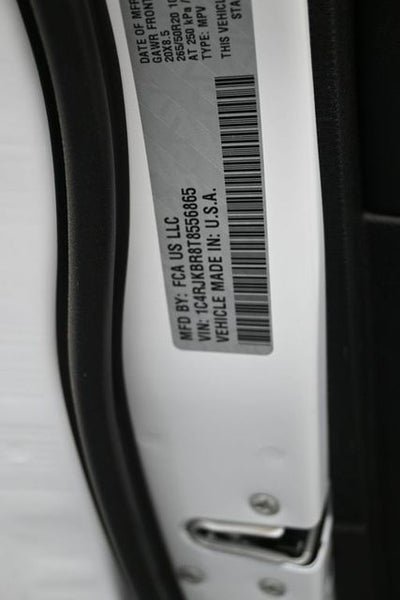 MFD BY: FCA US LLC
VIN: 1C4RJKBR8T8556865
VEHICLE MADE IN: U.S.A.
DATE OF MFR
GAWR FRONT
20X8.5
265/50R20 10
AT 250 kPa /
TYPE: MPV
THIS VEHICLE
STA